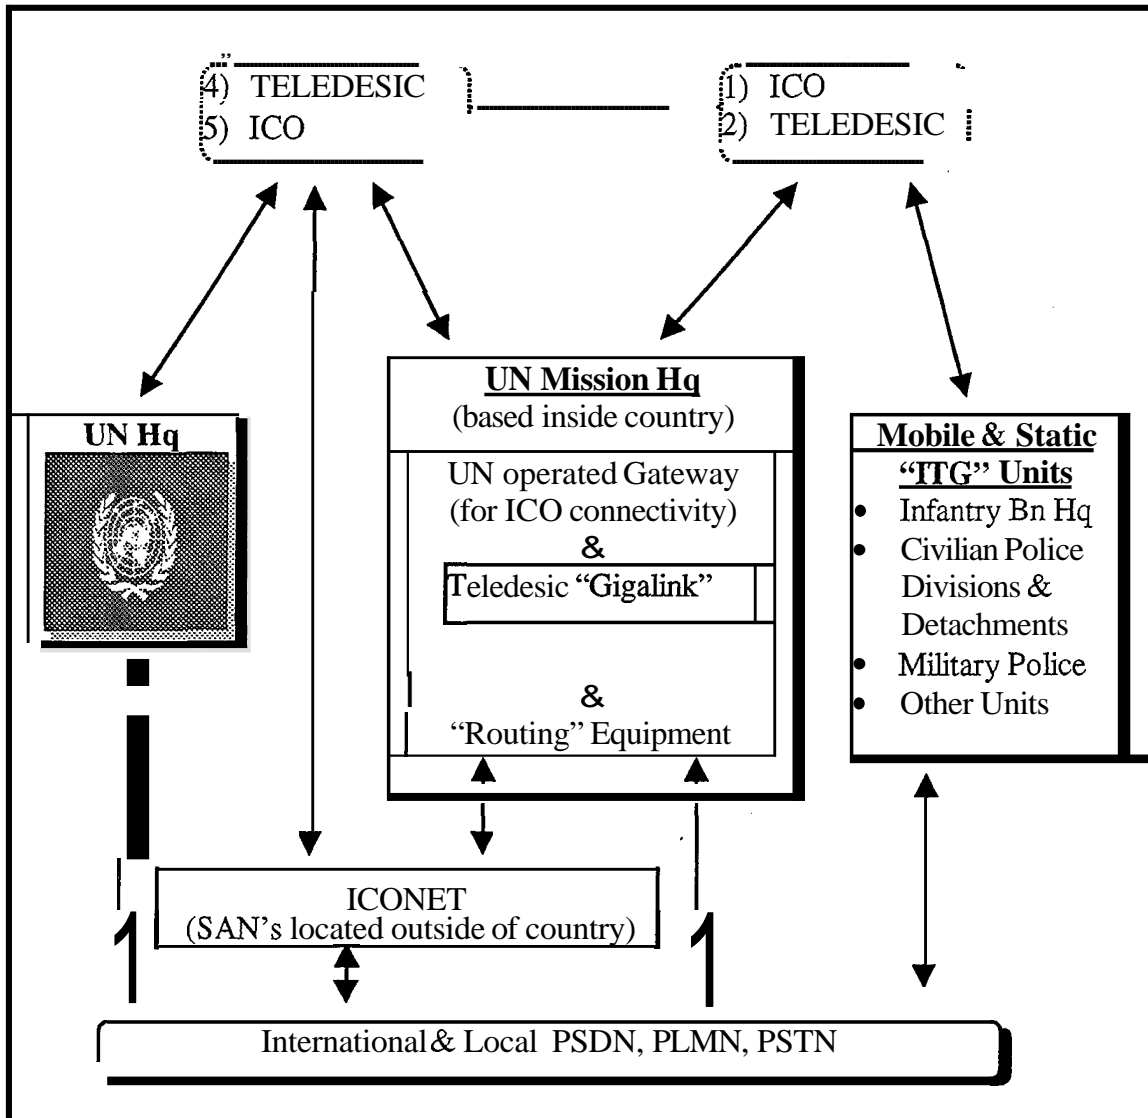 4) TELEDESIC
5) ICO
1) ICO
2) TELEDESIC
UN Hq
UN Mission Hq
(based inside country)
UN operated Gateway
(for ICO connectivity)
&
Teledesic “Gigalink”
&
“Routing” Equipment
Mobile & Static
“ITG” Units
• Infantry Bn Hq
• Civilian Police
Divisions &
Detachments
• Military Police
• Other Units
ICONET
(SAN's located outside of country)
International & Local PSDN, PLMN, PSTN